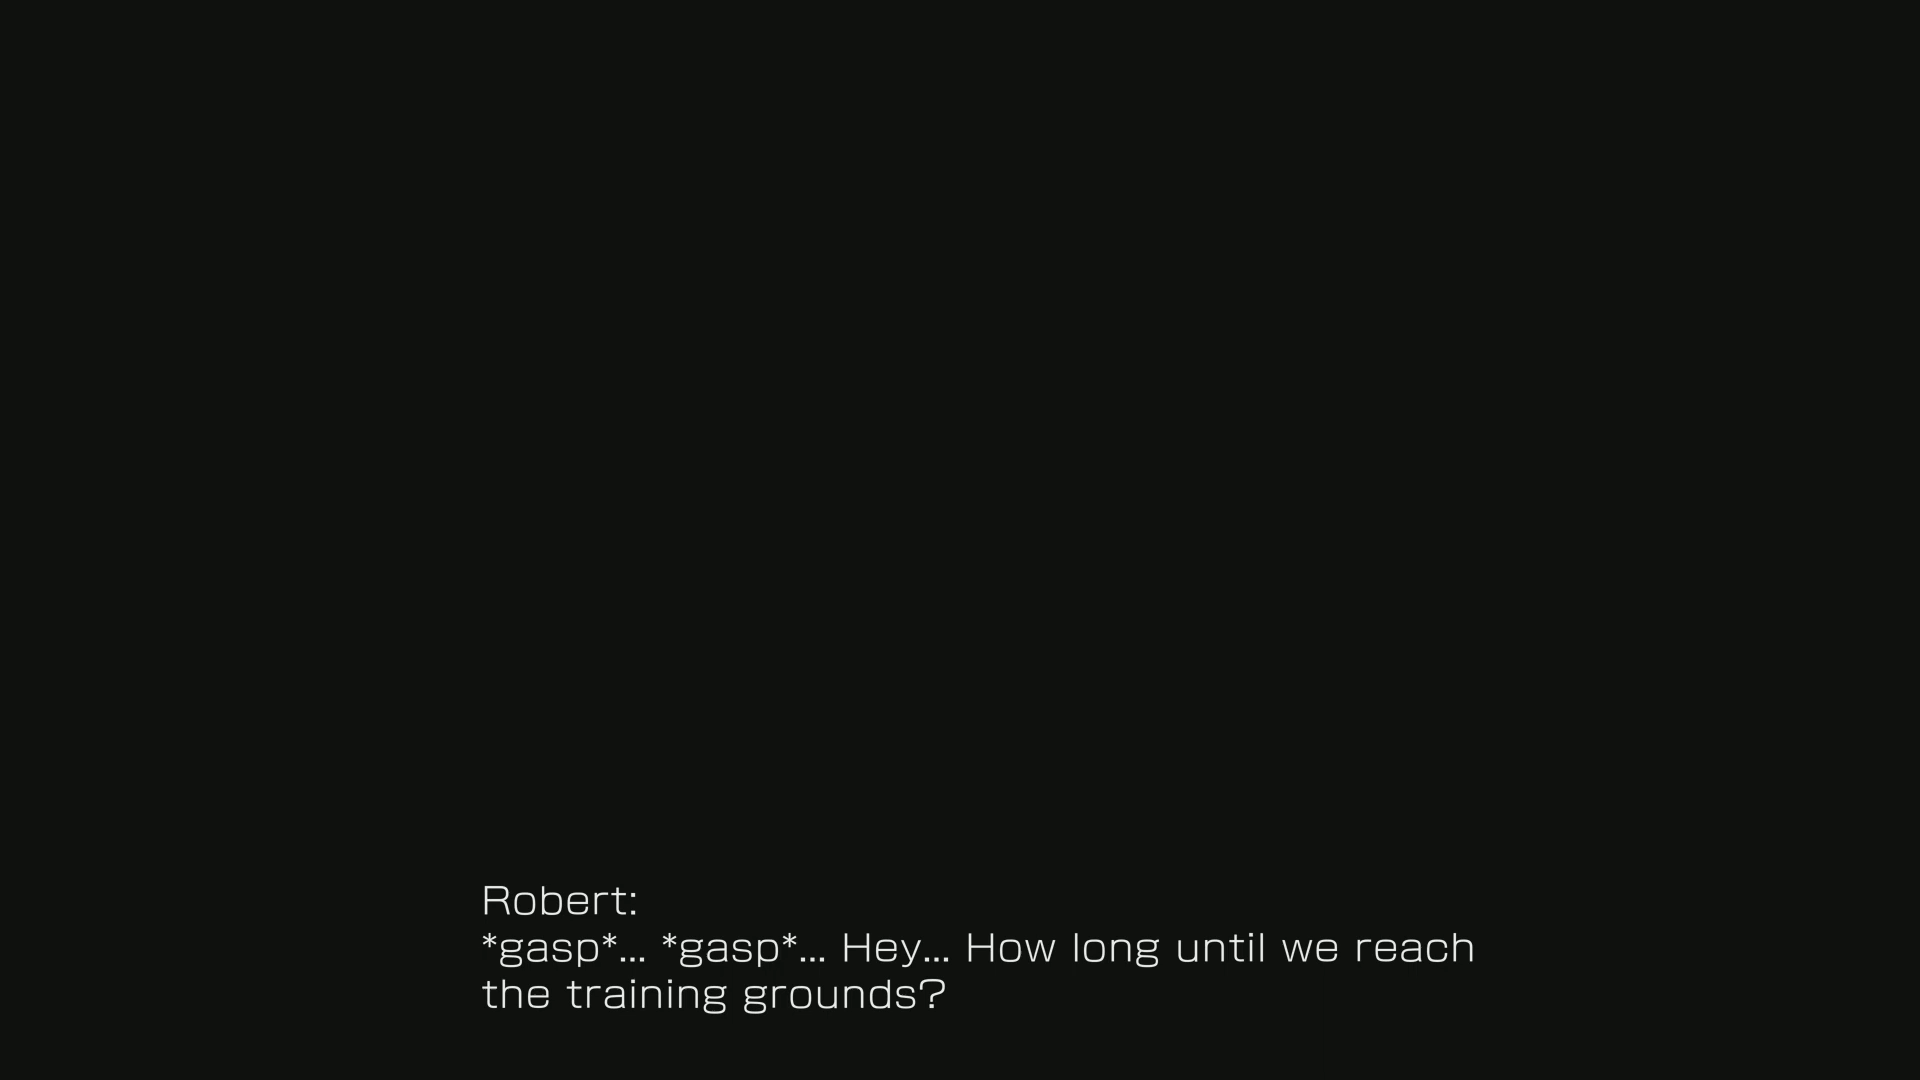 Robert:
*gasp*... *gasp*... Hey... How long until we reach
the training grounds?